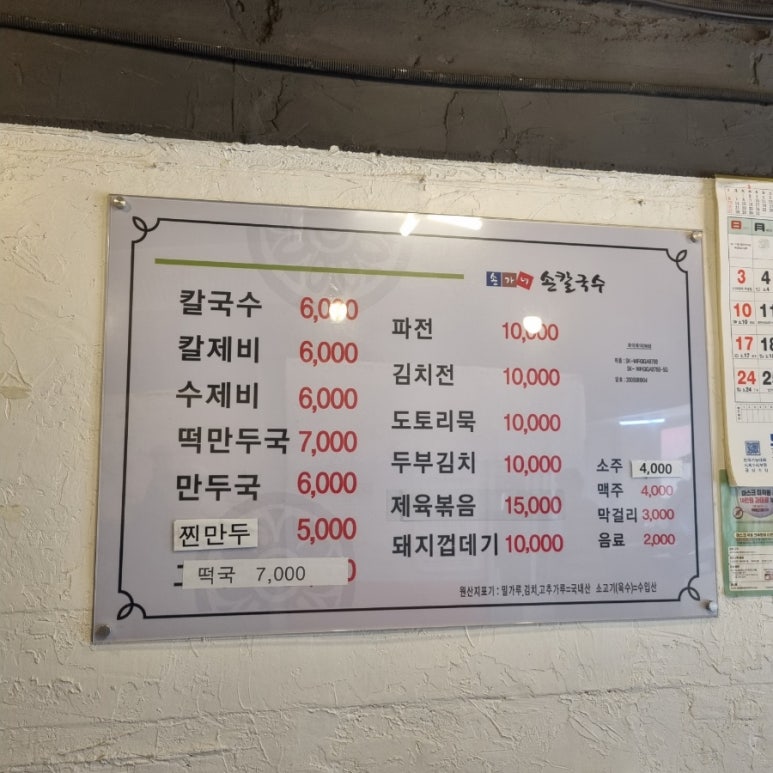 손가네 손칼국수
칼국수 6,000
칼제비 6,000
수제비 6,000
떡만두국 7,000
만두국 6,000
찐만두 5,000
떡국 7,000
파전 10,000
김치전 10,000
도토리묵 10,000
두부김치 10,000
제육볶음 15,000
돼지껍데기 10,000
소주 4,000
맥주 4,000
막걸리 3,000
음료 2,000
원산지표기 : 밀가루,김치,고추가루=국내산 소고기(육수)=수입산
日 月
3 4
10 11
17 18
24